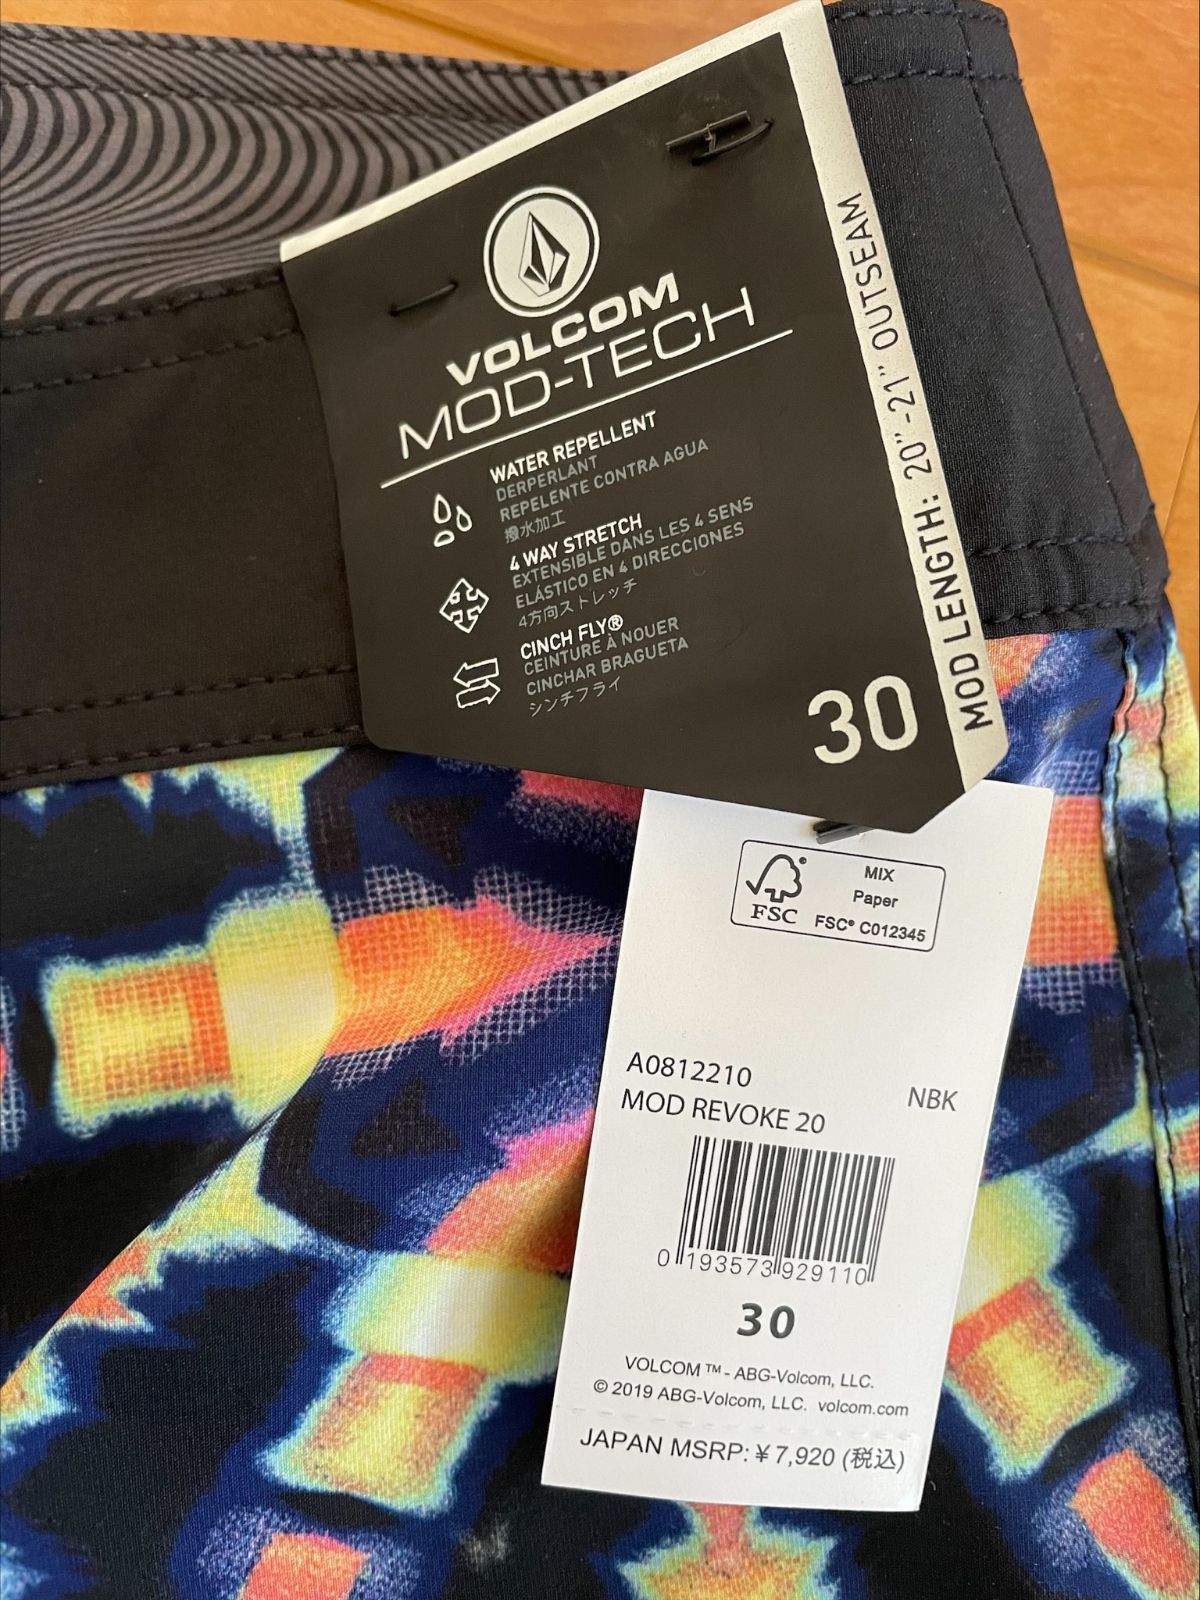 VOLCOM
MOD-TECH
WATER REPELLENT
DERPERLANT
REPELENTE CONTRA AGUA
撥水加工
4 WAY STRETCH
EXTENSIBLE DANS LES 4 SENS
ELÁSTICO EN 4 DIRECCIONES
4方向ストレッチ
CINCH FLY®
CEINTURE À NOUER
CINCHAR BRAGUETA
シンチフライ
30
MOD LENGTH: 20" -21" OUTSEAM
FSC
MIX
Paper
FSC® C012345
A0812210
NBK
MOD REVOKE 20
0 193573 929110
30
VOLCOM ™ - ABG-Volcom, LLC.
© 2019 ABG-Volcom, LLC. volcom.com
JAPAN MSRP: ¥ 7,920 (税込)